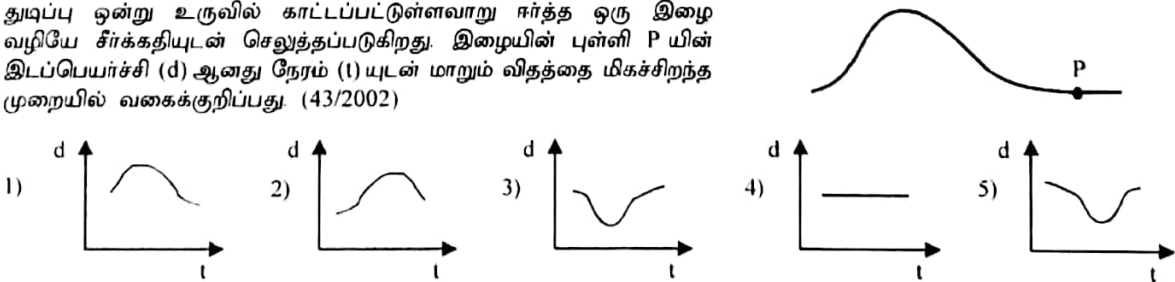 துடிப்பு ஒன்று உருவில் காட்டப்பட்டுள்ளவாறு ஈர்த்த ஒரு இழை
வழியே சீர்க்கதியுடன் செலுத்தப்படுகிறது. இழையின் புள்ளி P யின்
இடப்பெயர்ச்சி (d) ஆனது நேரம் (t) யுடன் மாறும் விதத்தை மிகச்சிறந்த
முறையில் வகைக்குறிப்பது. (43/2002)
P
1) d t
2) d t
3) d t
4) d t
5) d t